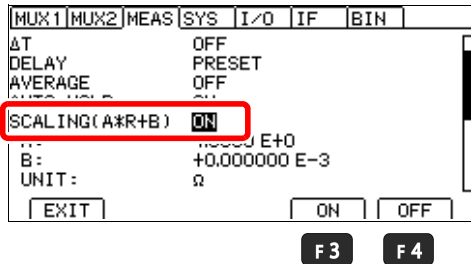 MUX1 MUX2 MEAS SYS I/O IF BIN
ΔT OFF
DELAY PRESET
AVERAGE OFF
SCALING(A*R+B) ON
B: +0.000000 E-3
UNIT: Ω
EXIT ON OFF
F3 F4